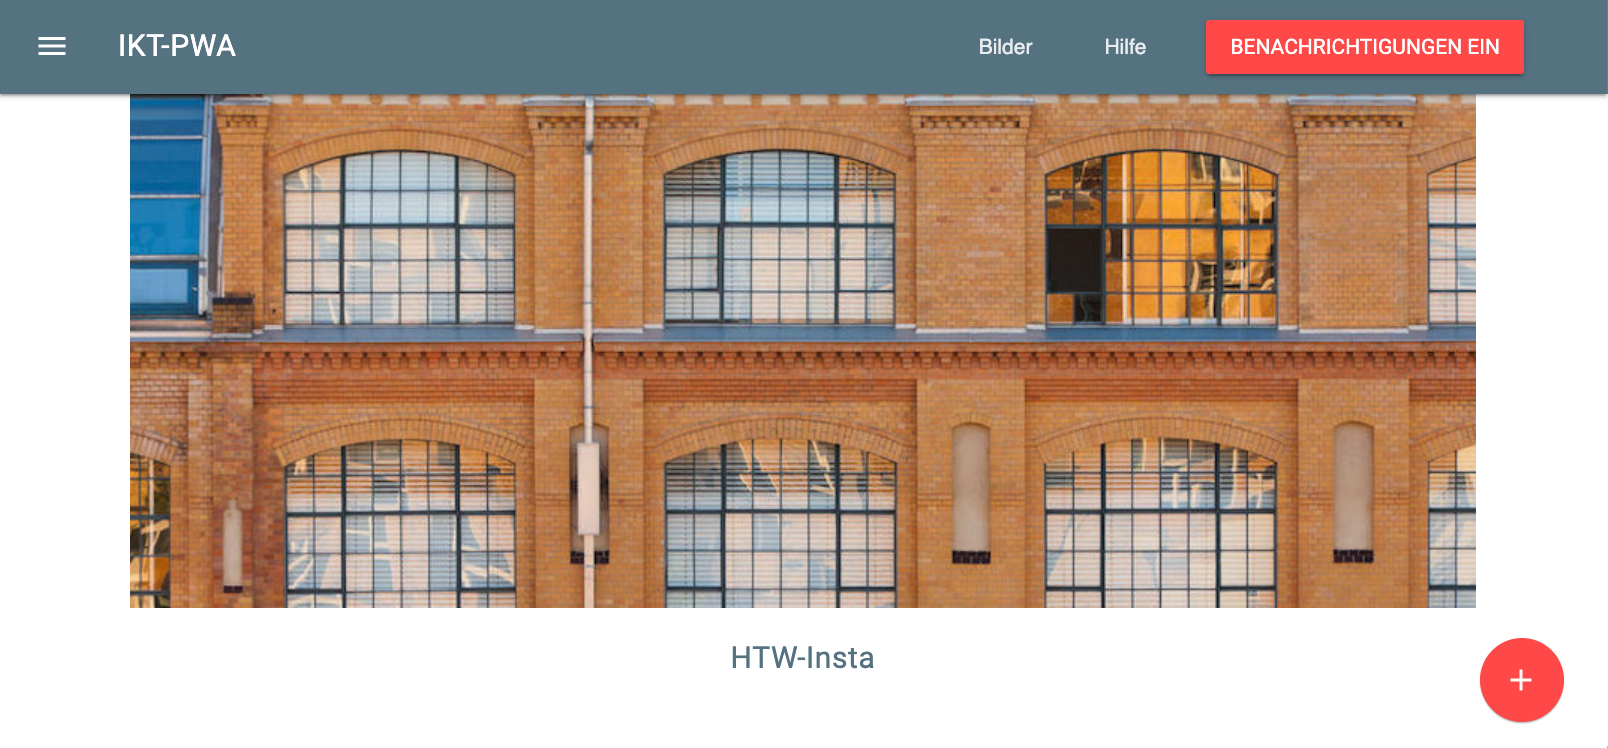 IKT-PWA
Bilder
Hilfe
BENACHRICHTIGUNGEN EIN
HTW-Insta